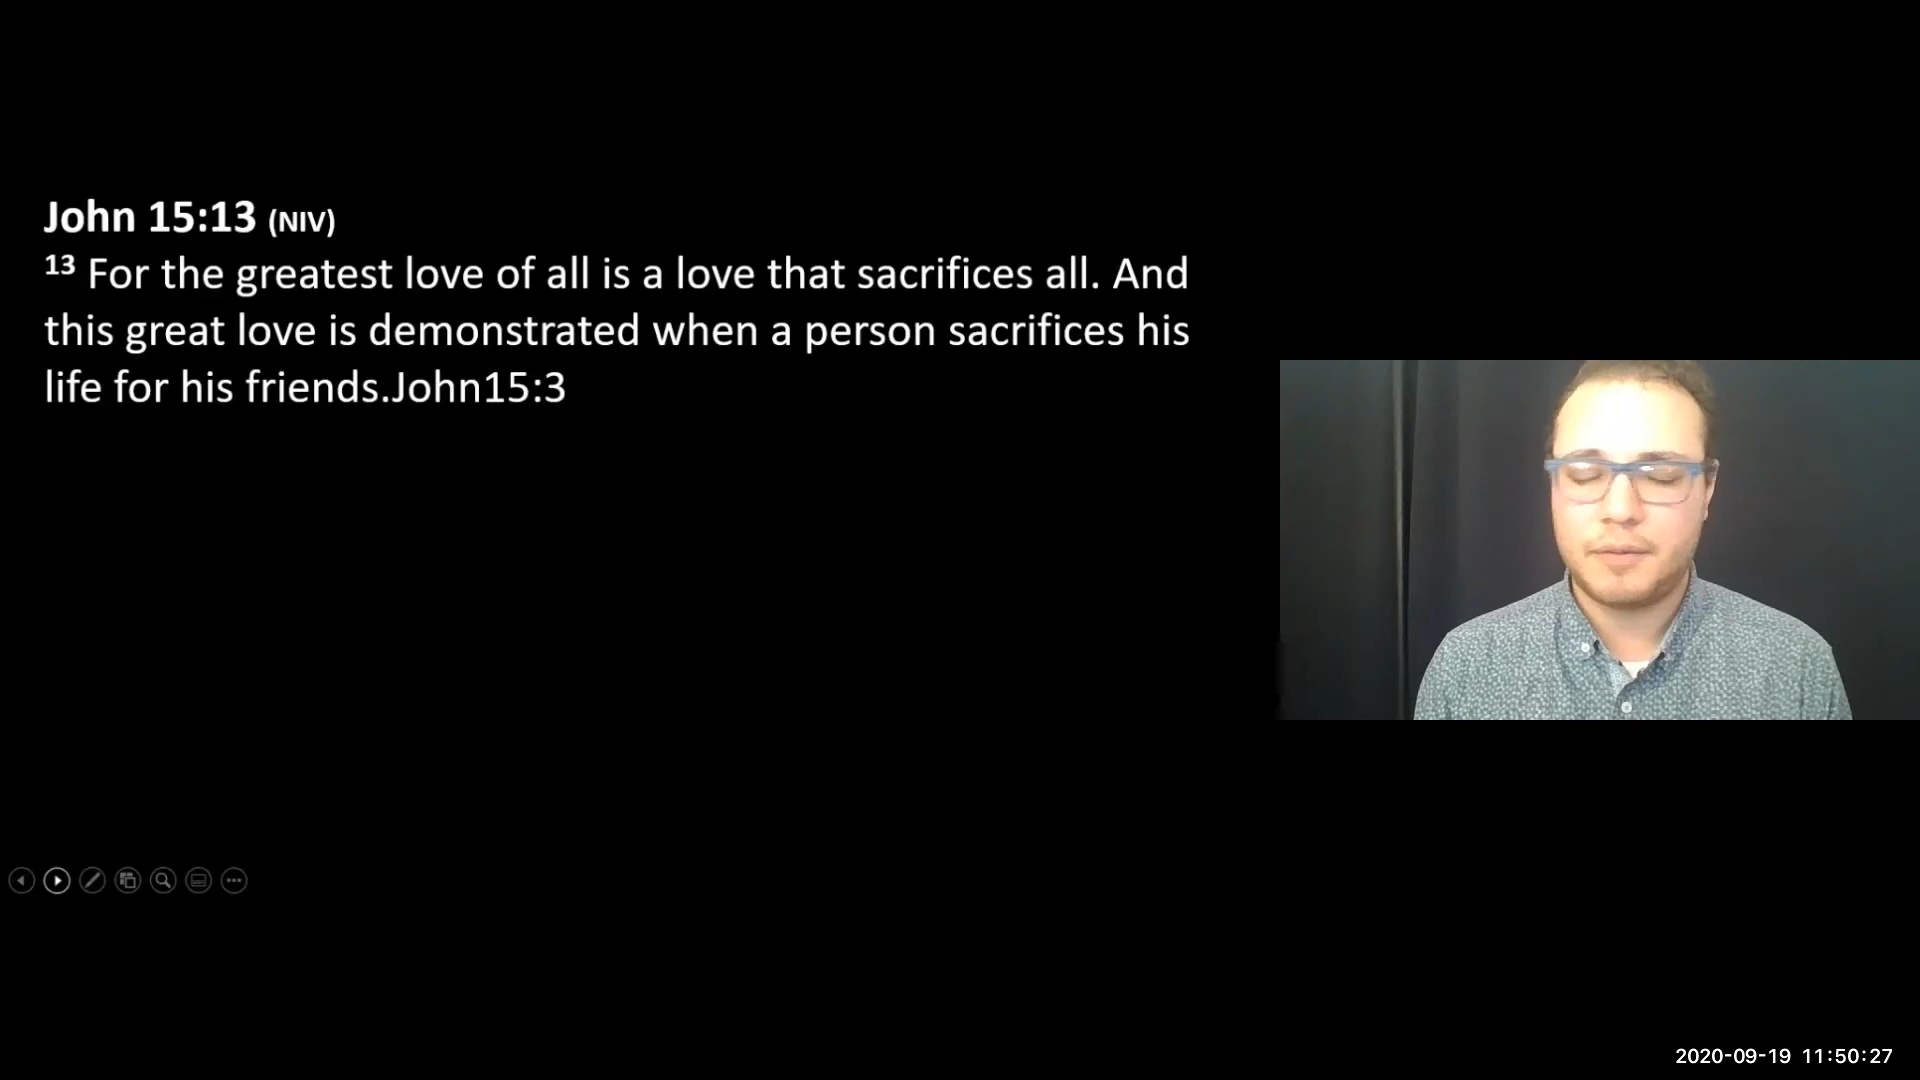 John 15:13 (NIV)
13 For the greatest love of all is a love that sacrifices all. And
this great love is demonstrated when a person sacrifices his
life for his friends.John15:3
2020-09-19 11:50:27